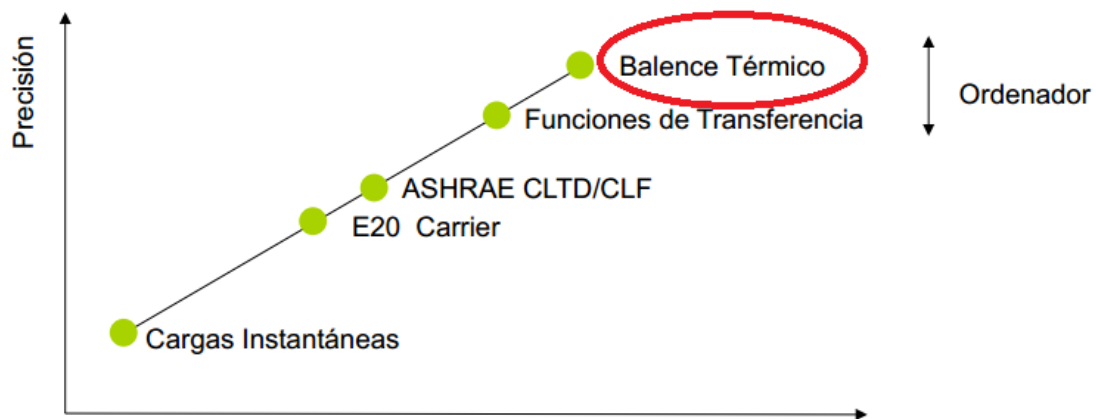 Precisión
Balence Térmico
Ordenador
Funciones de Transferencia
ASHRAE CLTD/CLF
E20 Carrier
Cargas Instantáneas